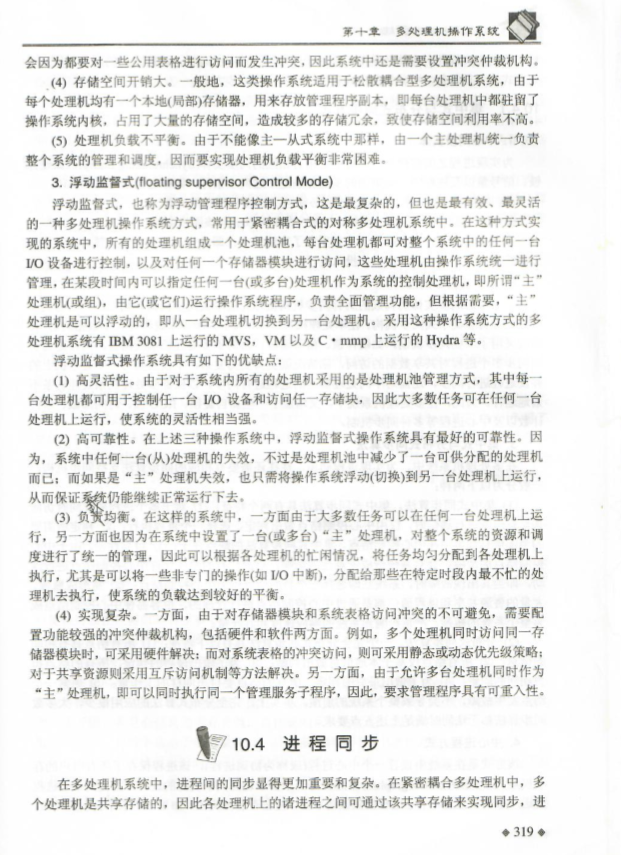 第十章 多处理机操作系统
会因为都要对一些公用表格进行访问而发生冲突，因此系统中还是需要设置冲突仲裁机构。
(4) 存储空间开销大。一般地，这类操作系统适用于松散耦合型多处理机系统，由于
每个处理机均有一个本地(局部)存储器，用来存放管理程序副本，即每台处理机中都驻留了
操作系统内核，占用了大量的存储空间，造成较多的存储冗余，致使存储空间利用率不高。
(5) 处理机负载不平衡。由于不能像主—从式系统中那样，由一个主处理机统一负责
整个系统的管理和调度，因而要实现处理机负载平衡非常困难。
3. 浮动监督式(floating supervisor Control Mode)
浮动监督式，也称为浮动管理程序控制方式，这是最复杂的，但也是最有效、最灵活
的一种多处理机操作系统方式，常用于紧密耦合式的对称多处理机系统中。在这种方式实
现的系统中，所有的处理机组成一个处理机池，每台处理机都可对整个系统中的任何一台
I/O 设备进行控制，以及对任何一个存储器模块进行访问，这些处理机由操作系统统一进行
管理，在某段时间内可以指定任何一台(或多台)处理机作为系统的控制处理机，即所谓“主”
处理机(或组)，由它(或它们)运行操作系统程序，负责全面管理功能，但根据需要，“主”
处理机是可以浮动的，即从一台处理机切换到另一台处理机。采用这种操作系统方式的多
处理机系统有 IBM 3081 上运行的 MVS，VM 以及 C·mmp 上运行的 Hydra 等。
浮动监督式操作系统具有如下的优缺点：
(1) 高灵活性。由于对于系统内所有的处理机采用的是处理机池管理方式，其中每一
台处理机都可用于控制任一台 I/O 设备和访问任一存储块，因此大多数任务可在任何一台
处理机上运行，使系统的灵活性相当强。
(2) 高可靠性。在上述三种操作系统中，浮动监督式操作系统具有最好的可靠性。因
为，系统中任何一台(从)处理机的失效，不过是处理机池中减少了一台可供分配的处理机
而已；而如果是“主”处理机失效，也只需将操作系统浮动(切换)到另一台处理机上运行，
从而保证系统仍能继续正常运行下去。
(3) 负载均衡。在这样的系统中，一方面由于大多数任务可以在任何一台处理机上运
行，另一方面也因为在系统中设置了一台(或多台)“主”处理机，对整个系统的资源和调
度进行了统一的管理，因此可以根据各处理机的忙闲情况，将任务均匀分配到各处理机上
执行，尤其是可以将一些非专门的操作(如 I/O 中断)，分配给那些在特定时段内最不忙的处
理机去执行，使系统的负载达到较好的平衡。
(4) 实现复杂。一方面，由于对存储器模块和系统表格访问冲突的不可避免，需要配
置功能较强的冲突仲裁机构，包括硬件和软件两方面。例如，多个处理机同时访问同一存
储器模块时，可采用硬件解决；而对系统表格的冲突访问，则可采用静态或动态优先级策略；
对于共享资源则采用互斥访问机制等方法解决。另一方面，由于允许多台处理机同时作为
“主”处理机，即可以同时执行同一个管理服务子程序，因此，要求管理程序具有可重入性。
10.4 进程同步
在多处理机系统中，进程间的同步显得更加重要和复杂。在紧密耦合多处理机中，多
个处理机是共享存储的，因此各处理机上的诸进程之间可通过该共享存储来实现同步，进
◆319◆